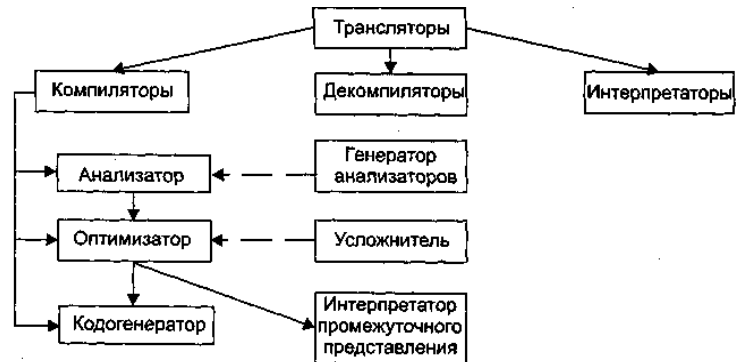 Трансляторы
Компиляторы
Декомпиляторы
Интерпретаторы
Анализатор
Генератор
анализаторов
Оптимизатор
Усложнитель
Кодогенератор
Интерпретатор
промежуточного
представления